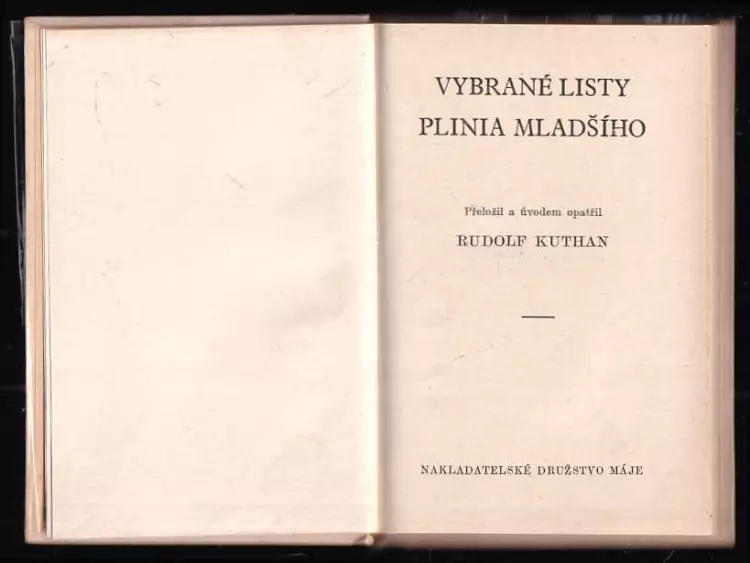 VYBRANÉ LISTY
PLINIA MLADŠÍHO
Přeložil a úvodem opatřil
RUDOLF KUTHAN
NAKLADATELSKÉ DRUŽSTVO MÁJE